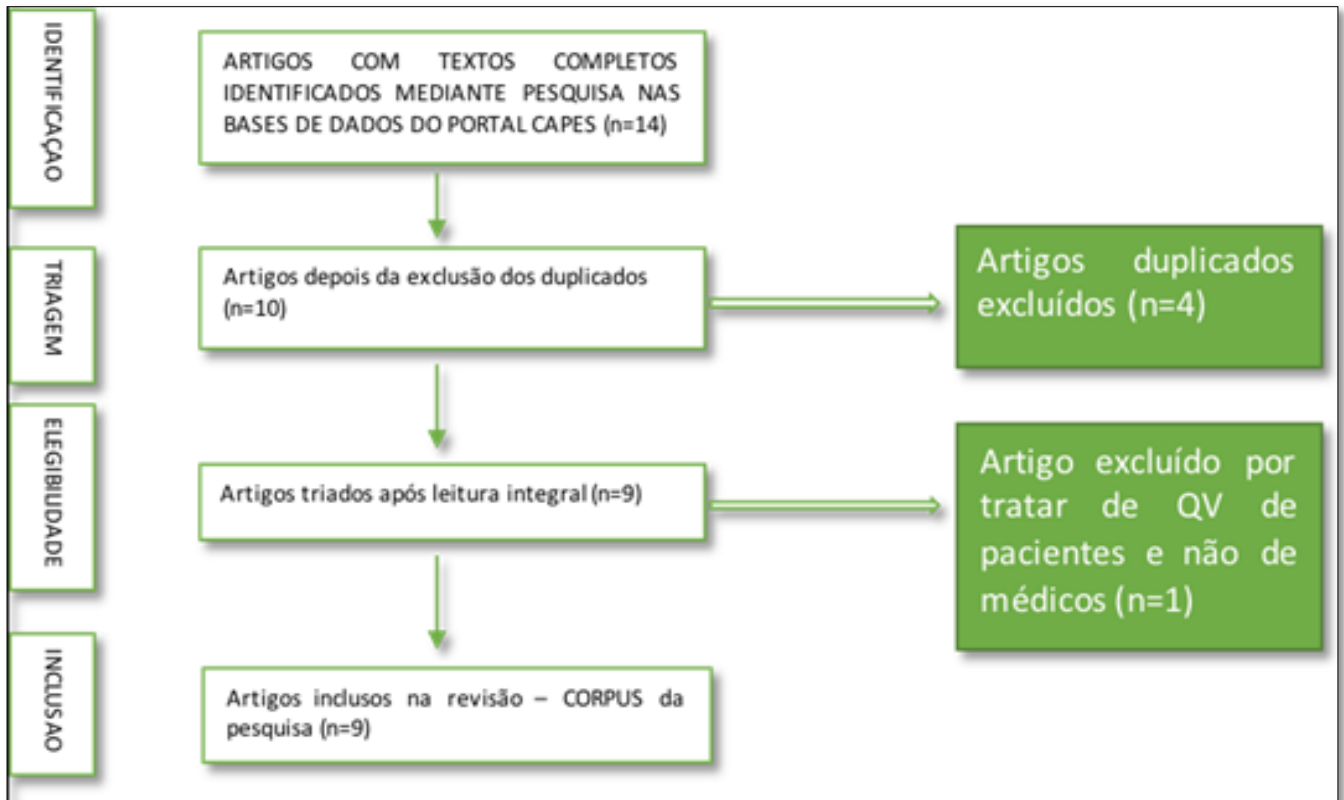 IDENTIFICAÇAO
ARTIGOS COM TEXTOS COMPLETOS
IDENTIFICADOS MEDIANTE PESQUISA NAS
BASES DE DADOS DO PORTAL CAPES (n=14)
TRIAGEM
Artigos depois da exclusão dos duplicados
(n=10)
Artigos duplicados
excluídos (n=4)
ELEGIBILIDADE
Artigos triados após leitura integral (n=9)
Artigo excluído por
tratar de QV de
pacientes e não de
médicos (n=1)
INCLUSAO
Artigos inclusos na revisão – CORPUS da
pesquisa (n=9)